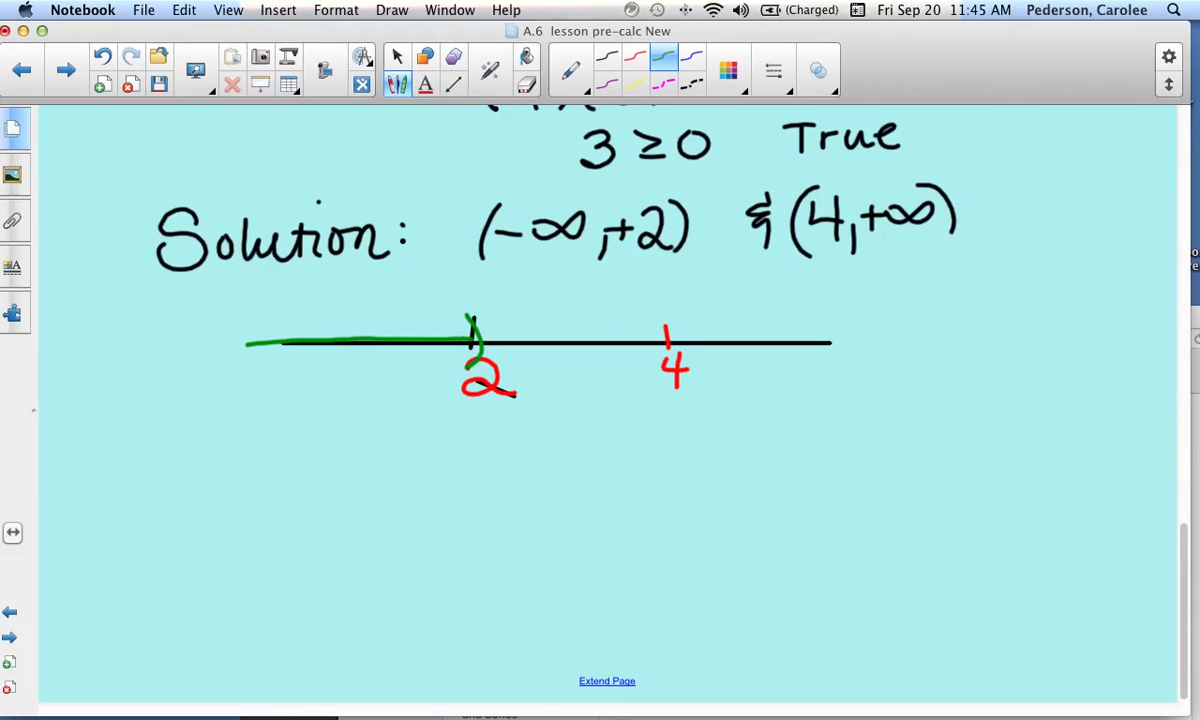 Notebook File Edit View Insert Format Draw Window Help (Charged) Fri Sep 20 11:45 AM Pederson, Carolee
A.6 lesson pre-calc New
3 ≥ 0 True
Solution: (-∞,+2) & (4,+∞)
2 4
Extend Page